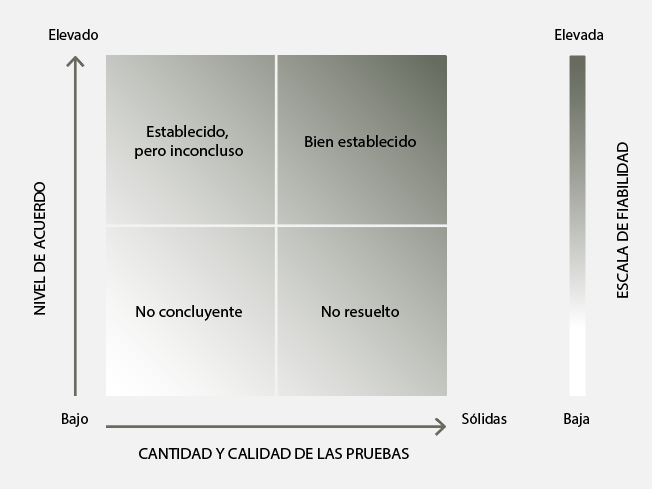 Elevado
Elevada
Establecido,
pero inconcluso
Bien establecido
NIVEL DE ACUERDO
ESCALA DE FIABILIDAD
No concluyente
No resuelto
Bajo
Sólidas
Baja
CANTIDAD Y CALIDAD DE LAS PRUEBAS